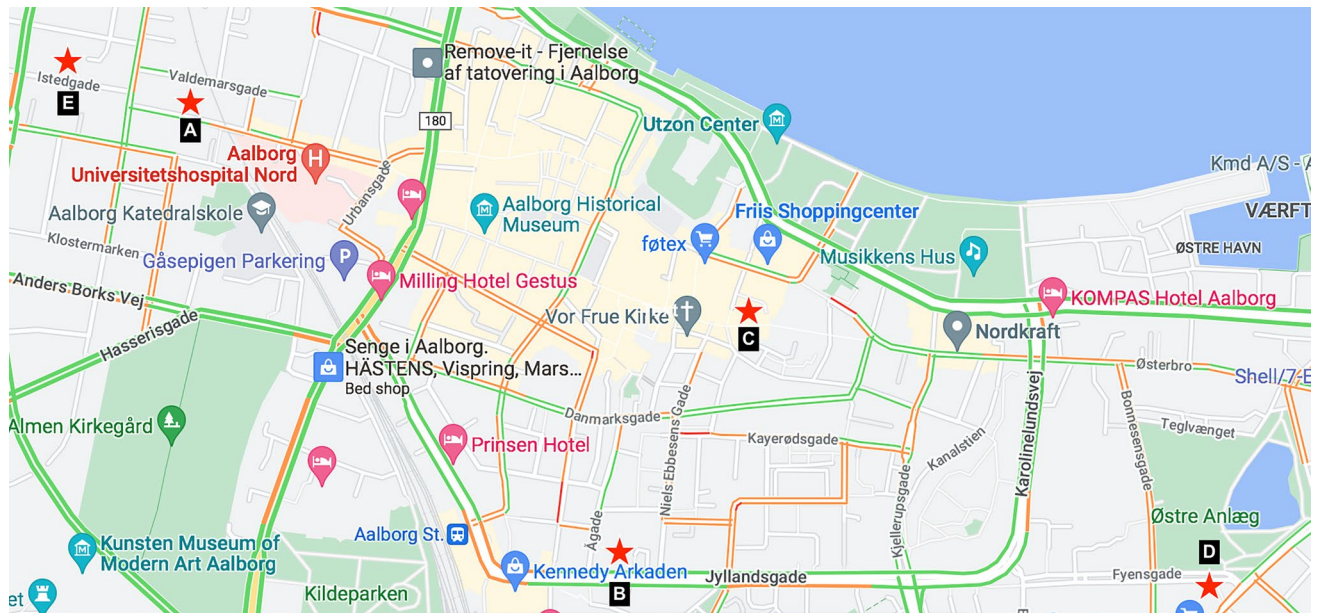 Remove-it - Fjernelse
af tatovering i Aalborg
Istedgade
Valdemarsgade
E
A
180
Utzon Center
Kmd A/S - A
Aalborg
Universitetshospital Nord
H
Urbansgade
Aalborg Katedralskole
Aalborg Historical
Museum
Friis Shoppingcenter
VÆRFT
Klostermarken
Gåsepigen Parkering
P
føtex
Musikkens Hus
ØSTRE HAVN
Anders Borks Vej
Milling Hotel Gestus
KOMPAS Hotel Aalborg
Hasserisgade
Vor Frue Kirke
C
Nordkraft
Senge i Aalborg.
HÄSTENS, Vispring, Mars...
Bed shop
Østerbro
Shell/7-E
Almen Kirkegård
Danmarksgade
Niels Ebbesens Gade
Karolinelundsvej
Bonnesensgade
Teglvænget
Prinsen Hotel
Kayerødsgade
Kanalstien
Kjellerupsgade
Aalborg St.
Ågade
Østre Anlæg
Kunsten Museum of
Modern Art Aalborg
D
Kennedy Arkaden
Jyllandsgade
Fyensgade
B
et
Kildeparken